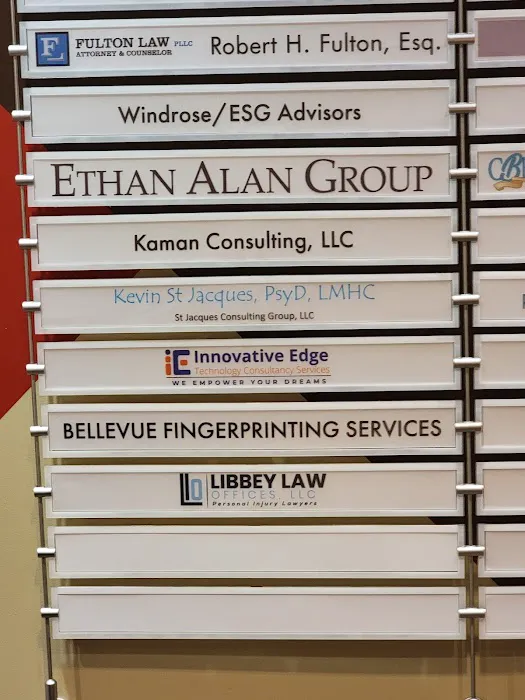 F
FULTON LAW PLLC Robert H. Fulton, Esq.
ATTORNEY & COUNSELOR
Windrose/ESG Advisors
ETHAN ALAN GROUP
Kaman Consulting, LLC
Kevin St Jacques, PsyD, LMHC
St Jacques Consulting Group, LLC
iE Innovative Edge
Technology Consultancy Services
WE EMPOWER YOUR DREAMS
BELLEVUE FINGERPRINTING SERVICES
LLO LIBBEY LAW
OFFICES, LLC
Personal Injury Lawyers